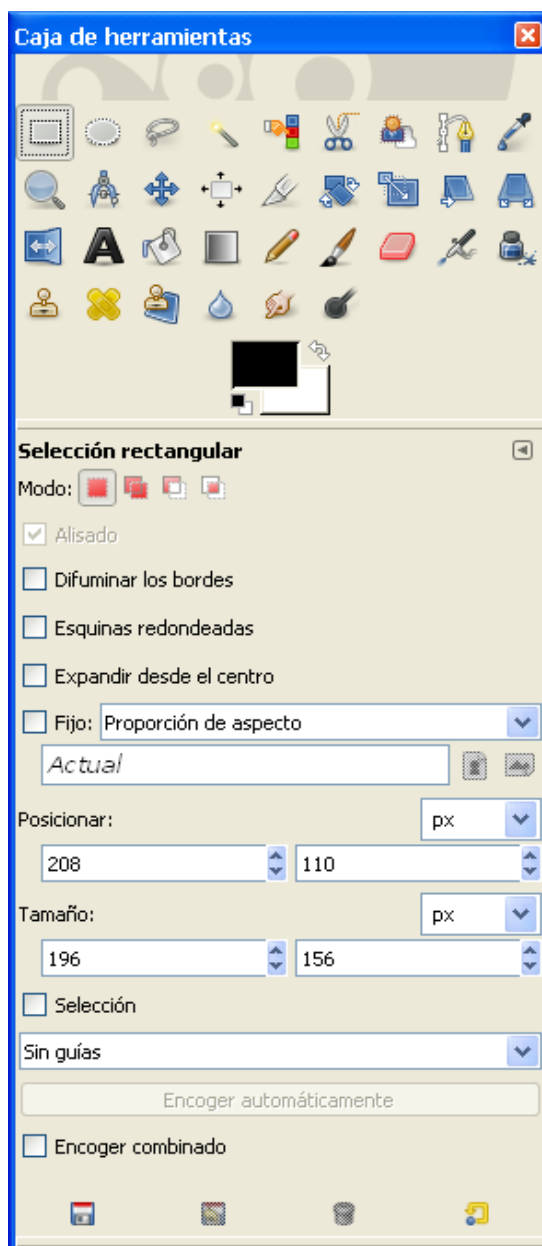 Caja de herramientas
Selección rectangular
Modo:
Alisado
Difuminar los bordes
Esquinas redondeadas
Expandir desde el centro
Fijo: Proporción de aspecto
Actual
Posicionar: px
208 110
Tamaño: px
196 156
Selección
Sin guías
Encoger automáticamente
Encoger combinado